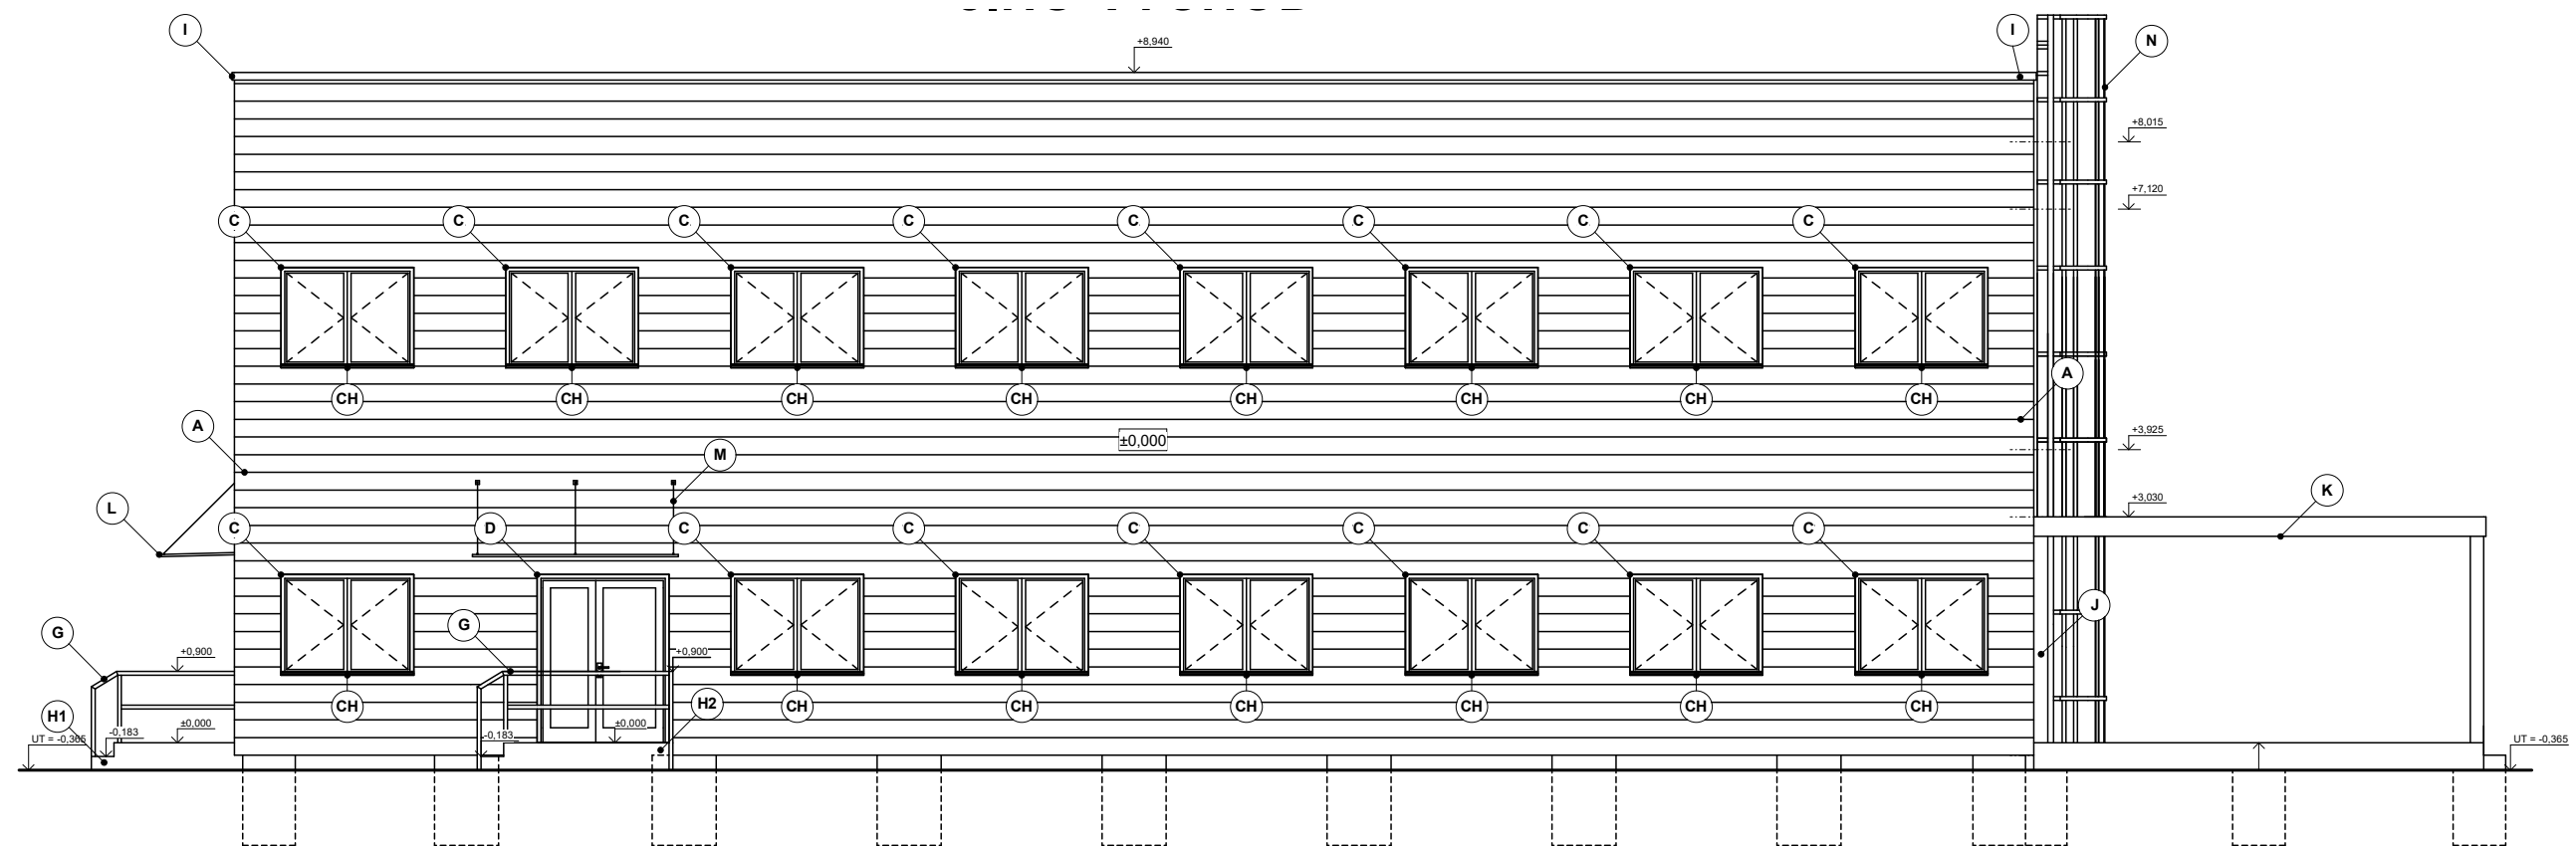 I
+8,940
I
N
+8,015
+7,120
C C C C C C C C
CH CH CH CH CH CH CH CH
A
A
±0,000
M
+3,925
L
K
+3,030
C D C C C C C C
G
G
J
+0,900
+0,900
CH CH CH CH CH CH CH
H1
H2
±0,000
±0,000
-0,183
-0,183
UT = -0,365
UT = -0,365